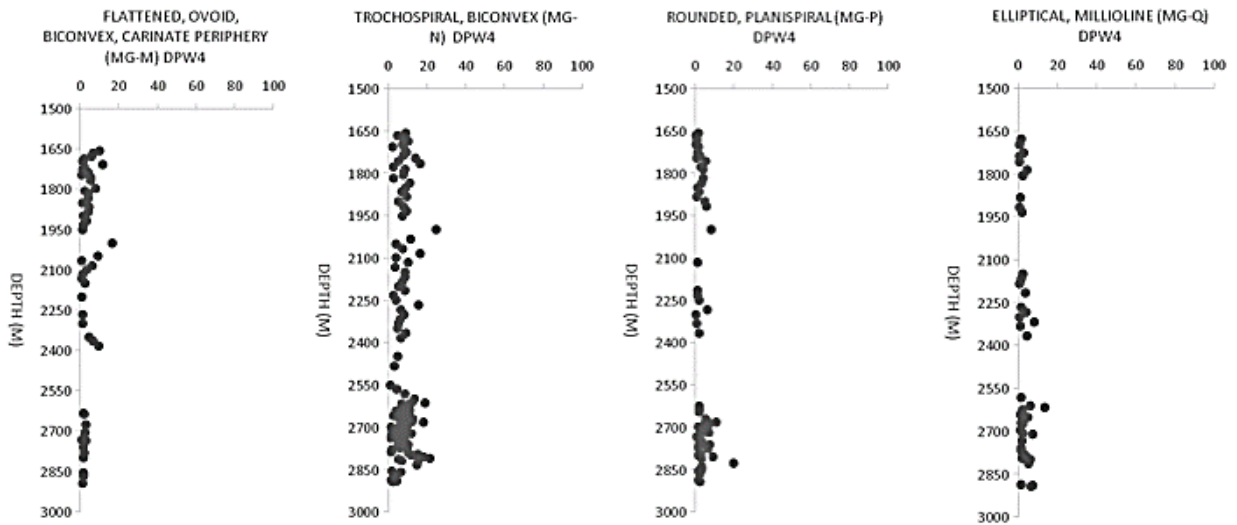 FLATTENED, OVOID,
BICONVEX, CARINATE PERIPHERY
(MG-M) DPW4
0 20 40 60 80 100
1500
1650
1800
1950
2100
2250
2400
2550
2700
2850
3000
DEPTH (M)
TROCHOSPIRAL, BICONVEX (MG-
N) DPW4
0 20 40 60 80 100
1500
1650
1800
1950
2100
2250
2400
2550
2700
2850
3000
DEPTH (M)
ROUNDED, PLANISPIRAL (MG-P)
DPW4
0 20 40 60 80 100
1500
1650
1800
1950
2100
2250
2400
2550
2700
2850
3000
DEPTH (M)
ELLIPTICAL, MILLIOLINE (MG-Q)
DPW4
0 20 40 60 80 100
1500
1650
1800
1950
2100
2250
2400
2550
2700
2850
3000
DEPTH (M)